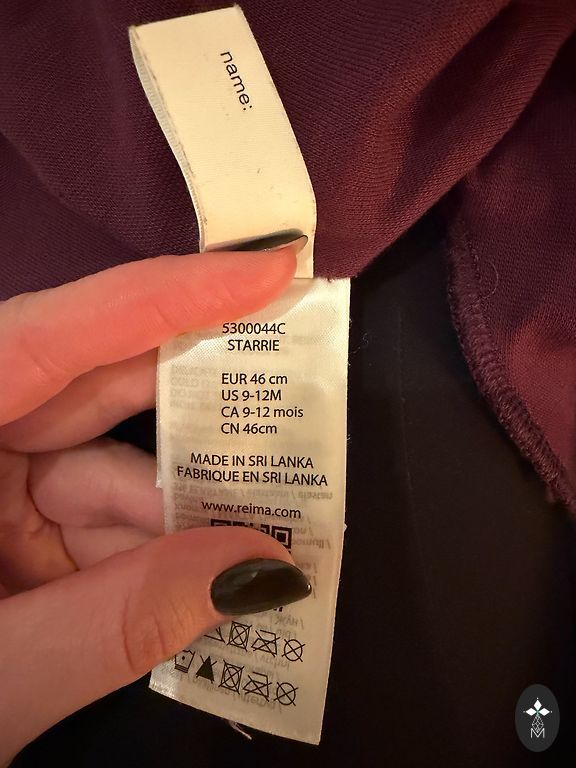 name:
5300044C
STARRIE
EUR 46 cm
US 9-12M
CA 9-12 mois
CN 46cm
MADE IN SRI LANKA
FABRIQUE EN SRI LANKA
www.reima.com